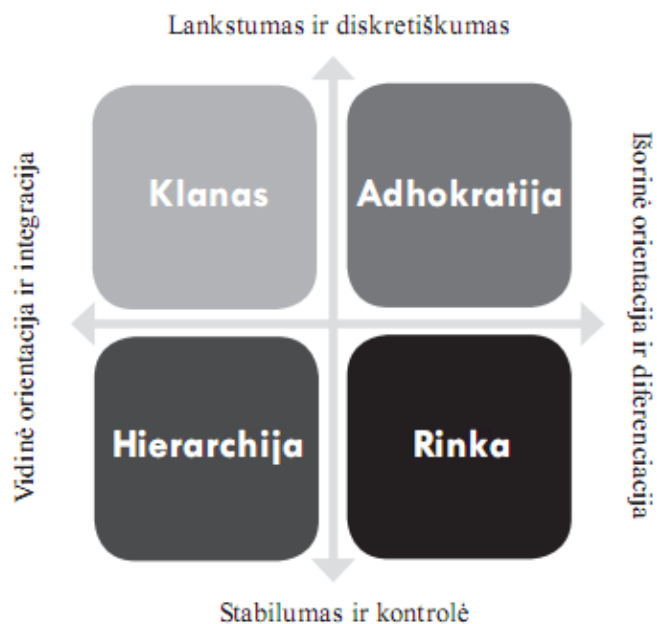 Lankstumas ir diskretiškumas
Vidinė orientacija ir integracija
Klanas
Adhokratija
Išorinė orientacija ir diferenciacija
Hierarchija
Rinka
Stabilumas ir kontrolė